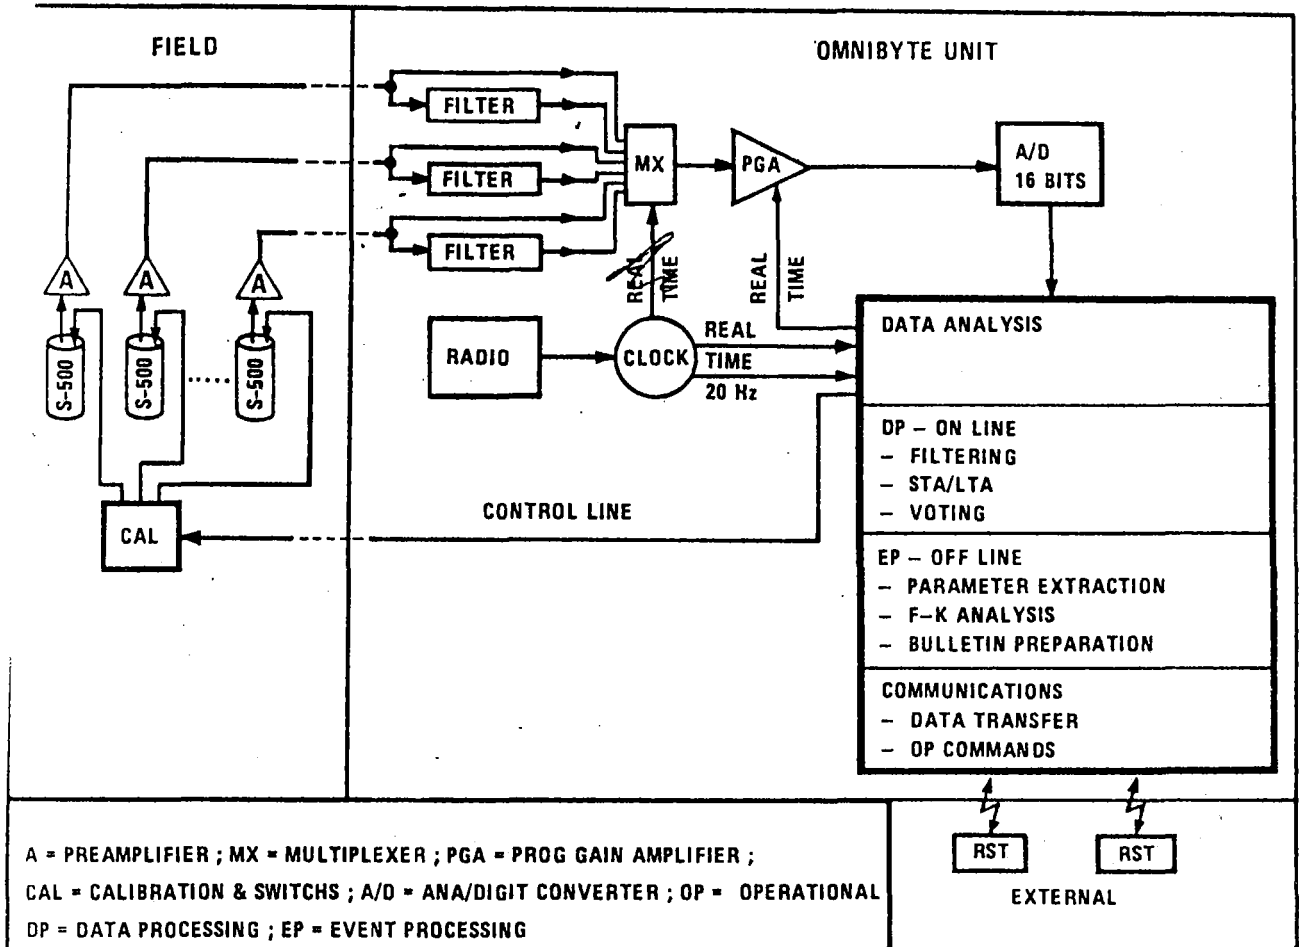 FIELD
OMNIBYTE UNIT
FILTER
FILTER
FILTER
MX
PGA
A/D
16 BITS
A
A
A
S-500
S-500
S-500
REAL
TIME
REAL
TIME
RADIO
CLOCK
REAL
TIME
20 Hz
CAL
CONTROL LINE
DATA ANALYSIS
DP – ON LINE
– FILTERING
– STA/LTA
– VOTING
EP – OFF LINE
– PARAMETER EXTRACTION
– F–K ANALYSIS
– BULLETIN PREPARATION
COMMUNICATIONS
– DATA TRANSFER
– OP COMMANDS
RST
RST
EXTERNAL
A = PREAMPLIFIER ; MX = MULTIPLEXER ; PGA = PROG GAIN AMPLIFIER ;
CAL = CALIBRATION & SWITCHS ; A/D = ANA/DIGIT CONVERTER ; OP = OPERATIONAL
DP = DATA PROCESSING ; EP = EVENT PROCESSING